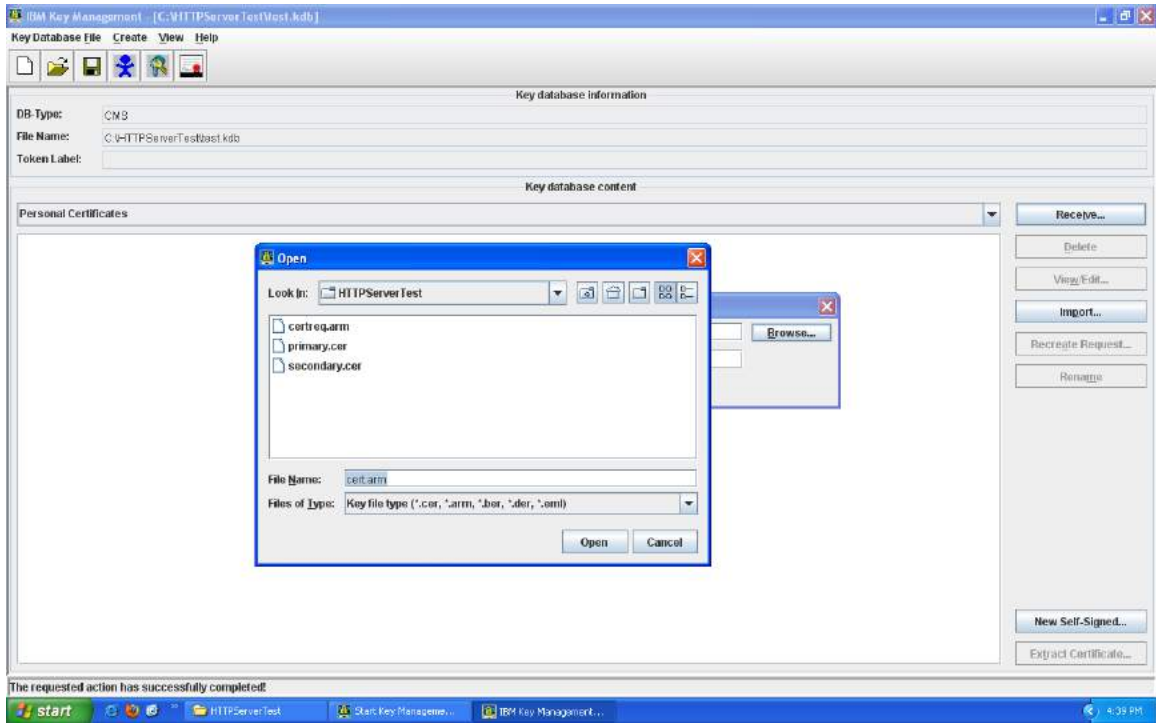 IBM Key Management - [C:\HTTPServerTest\test.kdb]
Key Database File Create View Help
Key database information
DB-Type: CMS
File Name: C:\HTTPServerTest\test.kdb
Token Label:
Key database content
Personal Certificates
Receive...
Delete
View/Edit...
Import...
Recreate Request...
Rename
Open
Look In: HTTPServerTest
certreq.arm
primary.cer
secondary.cer
Browse...
File Name: cert.arm
Files of Type: Key file type (*.cer, *.arm, *.ber, *.der, *.eml)
Open Cancel
New Self-Signed...
Extract Certificate...
The requested action has successfully completed!
start HTTPServerTest Start Key Manageme... IBM Key Management... 4:39 PM